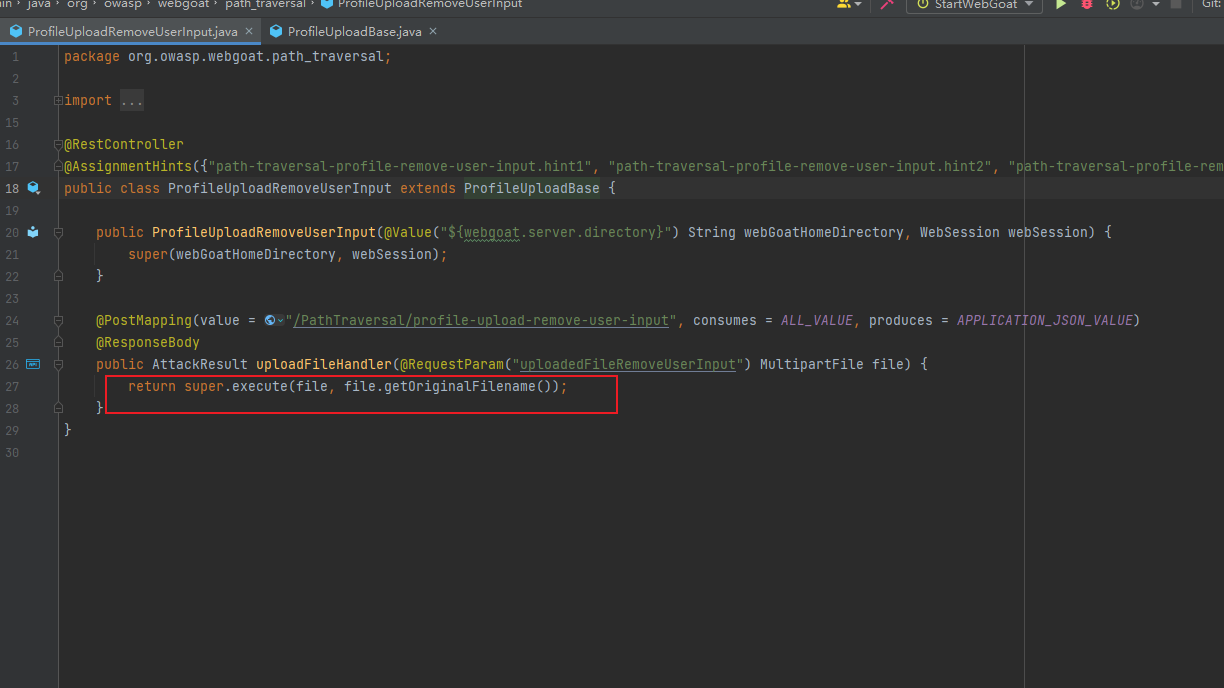 java › org › owasp › webgoat › path_traversal › ProfileUploadRemoveUserInput StartWebGoat Git:
ProfileUploadRemoveUserInput.java × ProfileUploadBase.java ×
1 package org.owasp.webgoat.path_traversal;
2
3 import ...
15
16 @RestController
17 @AssignmentHints({"path-traversal-profile-remove-user-input.hint1", "path-traversal-profile-remove-user-input.hint2", "path-traversal-profile-rem
18 public class ProfileUploadRemoveUserInput extends ProfileUploadBase {
19
20 public ProfileUploadRemoveUserInput(@Value("${webgoat.server.directory}") String webGoatHomeDirectory, WebSession webSession) {
21 super(webGoatHomeDirectory, webSession);
22 }
23
24 @PostMapping(value = "/PathTraversal/profile-upload-remove-user-input", consumes = ALL_VALUE, produces = APPLICATION_JSON_VALUE)
25 @ResponseBody
26 public AttackResult uploadFileHandler(@RequestParam("uploadedFileRemoveUserInput") MultipartFile file) {
27 return super.execute(file, file.getOriginalFilename());
28 }
29 }
30